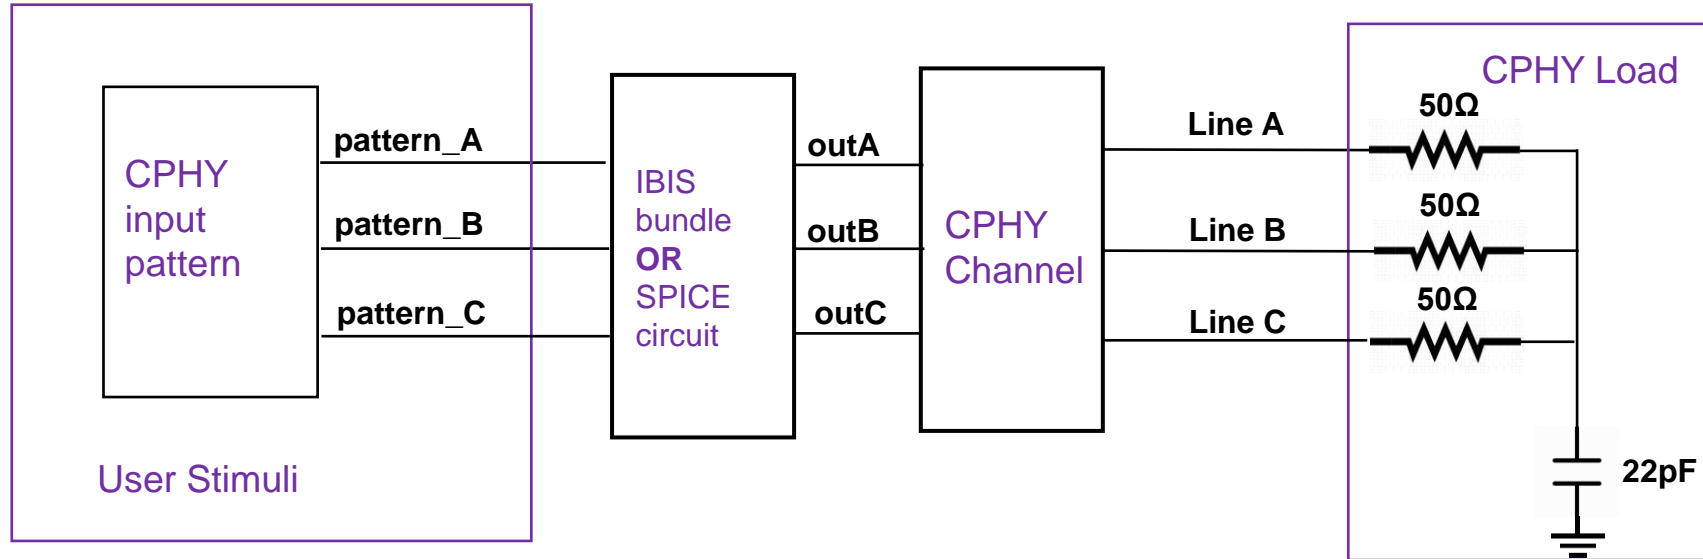 CPHY
input
pattern
User Stimuli
pattern_A
pattern_B
pattern_C
IBIS
bundle
OR
SPICE
circuit
outA
outB
outC
CPHY
Channel
Line A
Line B
Line C
CPHY Load
50Ω
50Ω
50Ω
22pF